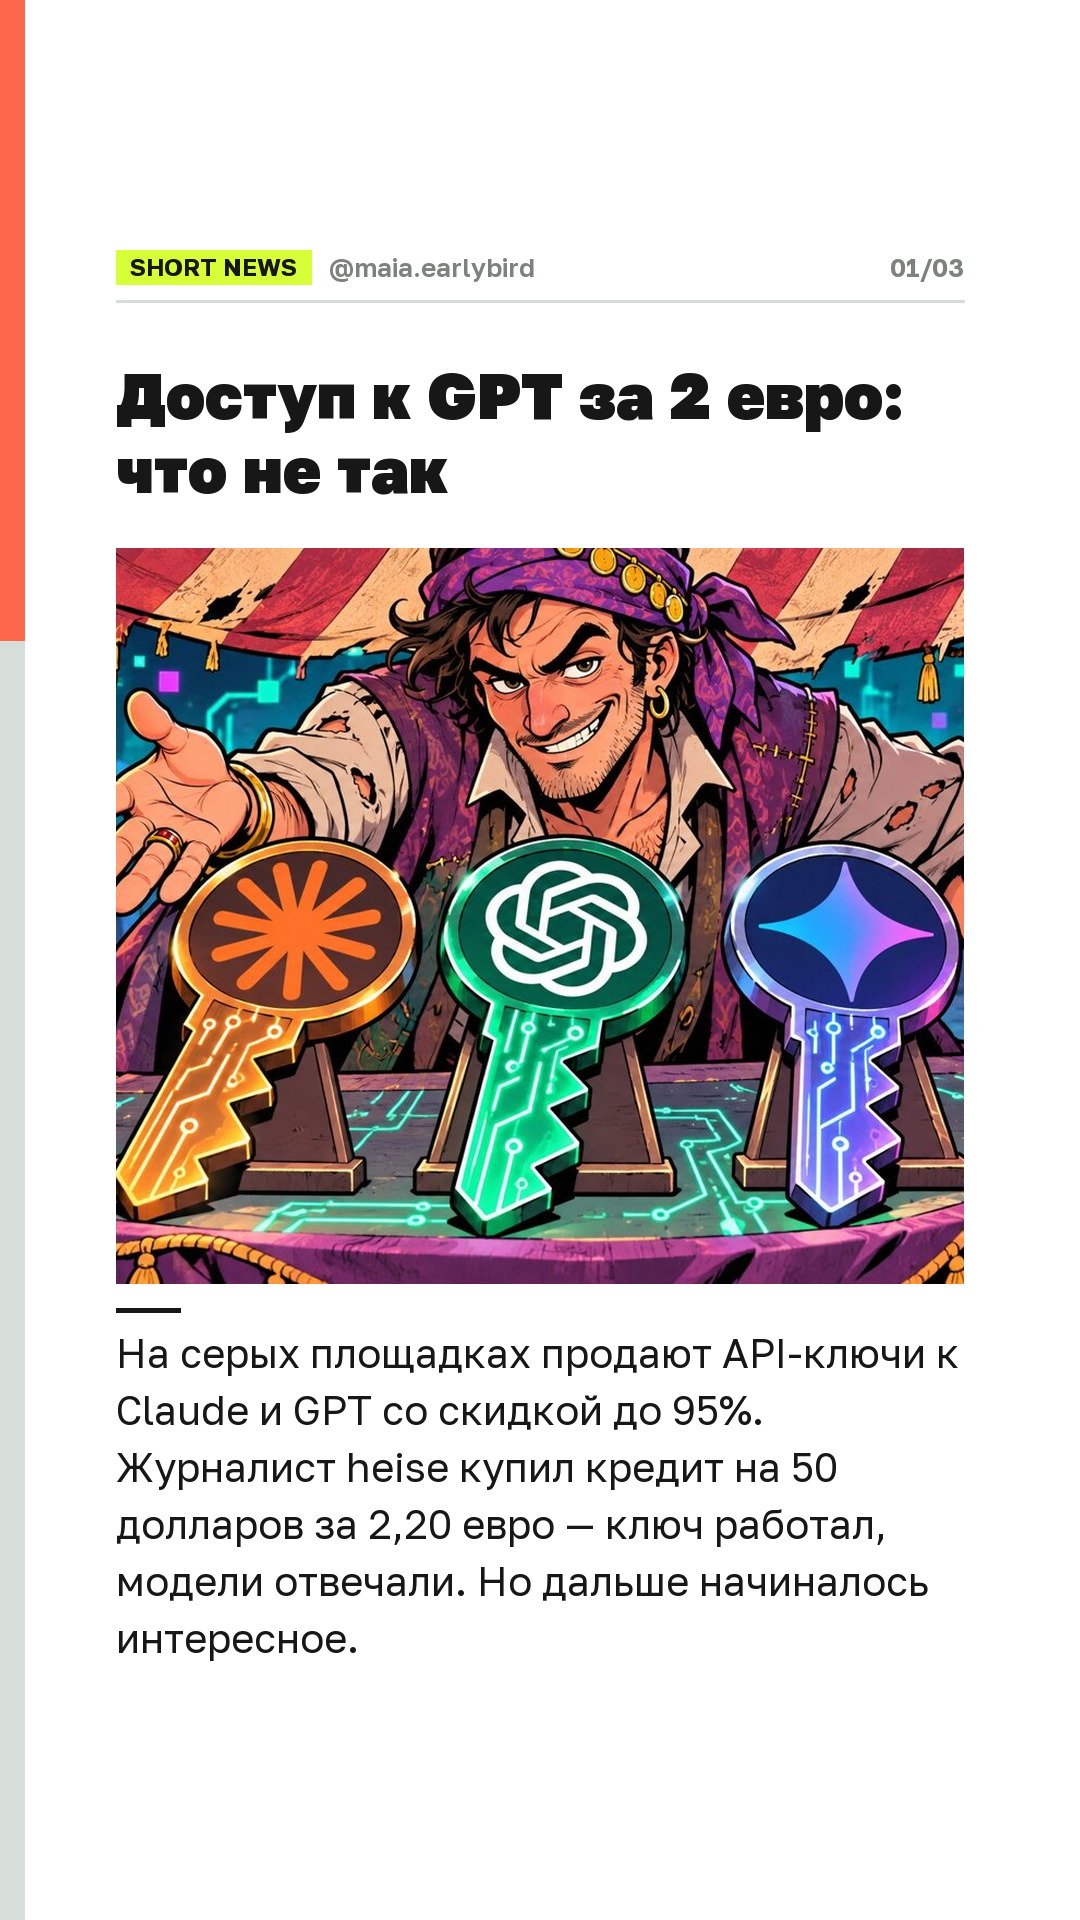 SHORT NEWS @maia.earlybird 01/03
Доступ к GPT за 2 евро:
что не так
На серых площадках продают API-ключи к
Claude и GPT со скидкой до 95%.
Журналист heise купил кредит на 50
долларов за 2,20 евро — ключ работал,
модели отвечали. Но дальше начиналось
интересное.